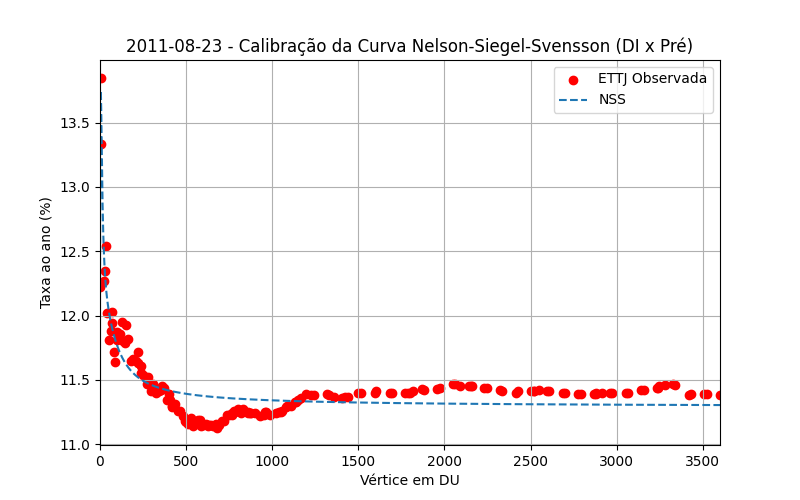 2011-08-23 - Calibração da Curva Nelson-Siegel-Svensson (DI x Pré)
ETTJ Observada
NSS
Taxa ao ano (%)
13.5
13.0
12.5
12.0
11.5
11.0
0 500 1000 1500 2000 2500 3000 3500
Vértice em DU